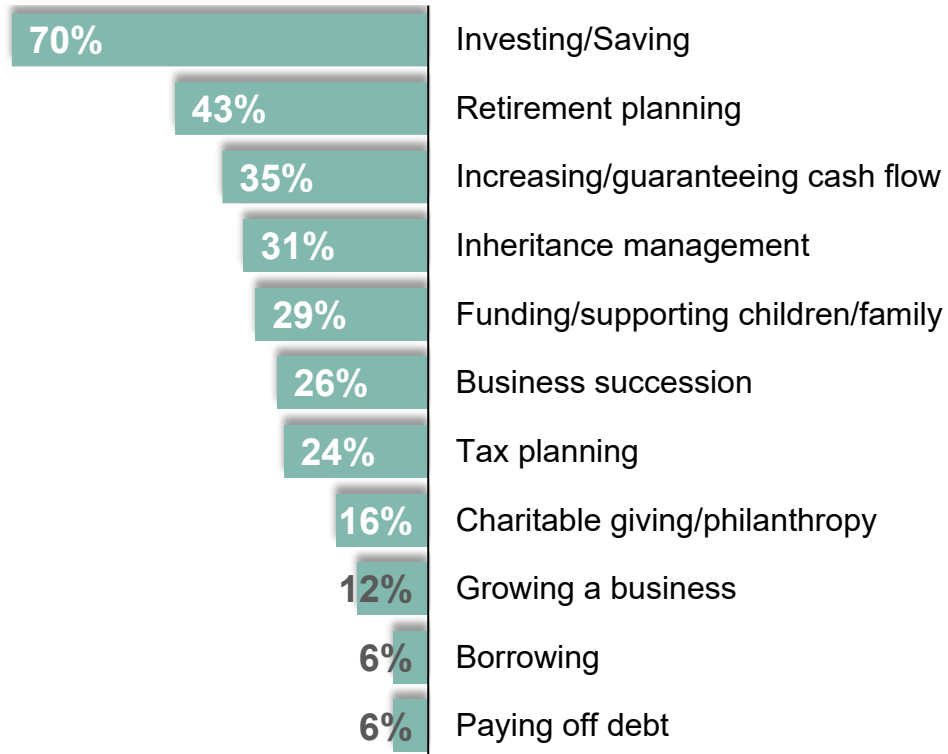 70% Investing/Saving
43% Retirement planning
35% Increasing/guaranteeing cash flow
31% Inheritance management
29% Funding/supporting children/family
26% Business succession
24% Tax planning
16% Charitable giving/philanthropy
12% Growing a business
6% Borrowing
6% Paying off debt